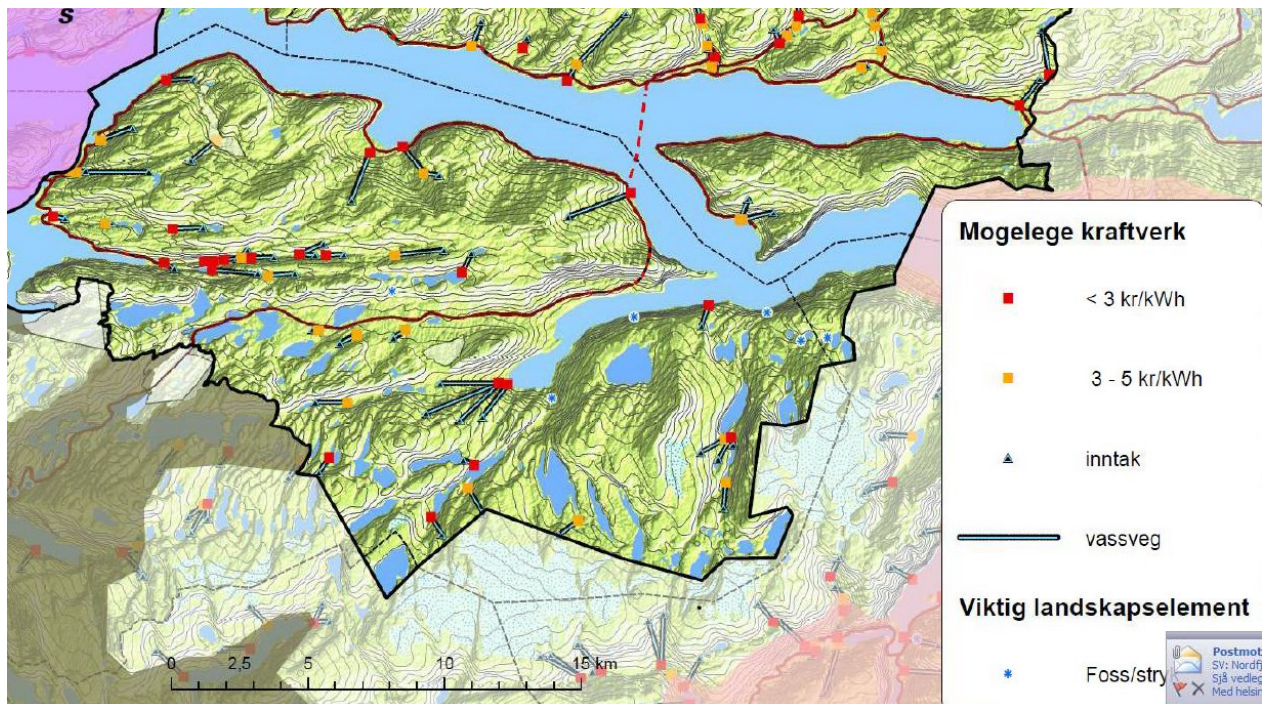 s
Mogelege kraftverk
< 3 kr/kWh
3 - 5 kr/kWh
inntak
vassveg
Viktig landskapselement
Foss/stry
Postmot
SV: Nordfj
Sjå vedleg
Med helsin
0 2,5 5 10 15 km